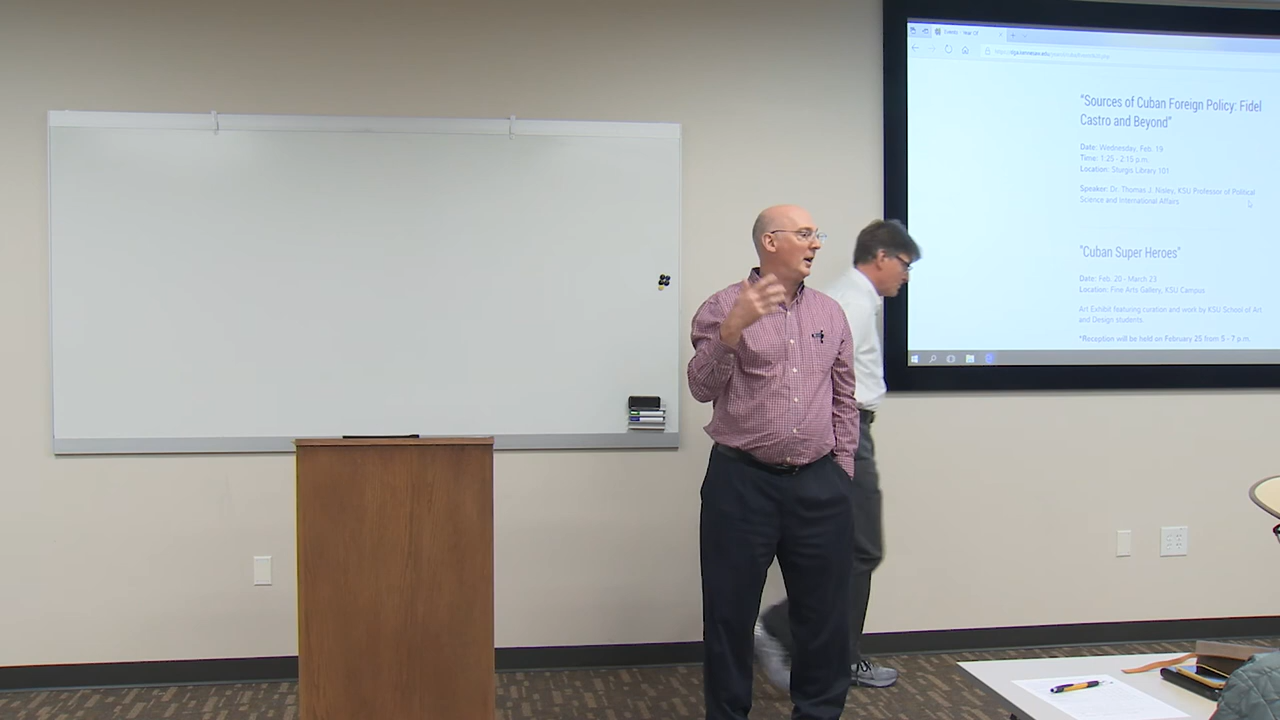 "Sources of Cuban Foreign Policy: Fidel
Castro and Beyond"
Date: Wednesday, Feb. 19
Time: 1:25 - 2:15 p.m.
Location: Sturgis Library 101
Speaker: Dr. Thomas J. Nisley, KSU Professor of Political
Science and International Affairs
"Cuban Super Heroes"
Date: Feb. 20 - March 23
Location: Fine Arts Gallery, KSU Campus
Art Exhibit featuring curation and work by KSU School of Art
and Design students
*Reception will be held on February 25 from 5 - 7 p.m.